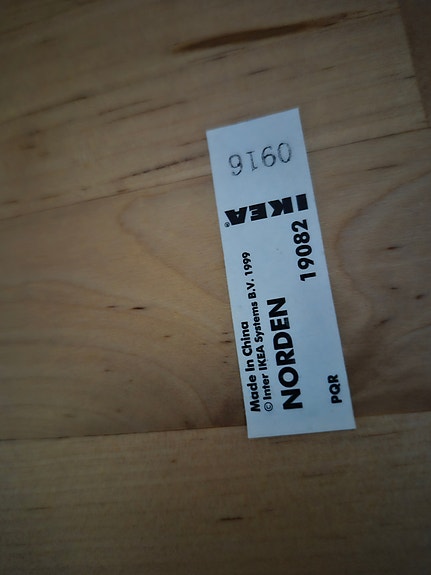 0916
IKEA®
Made in China
© Inter IKEA Systems B.V. 1999
NORDEN
19082
PQR